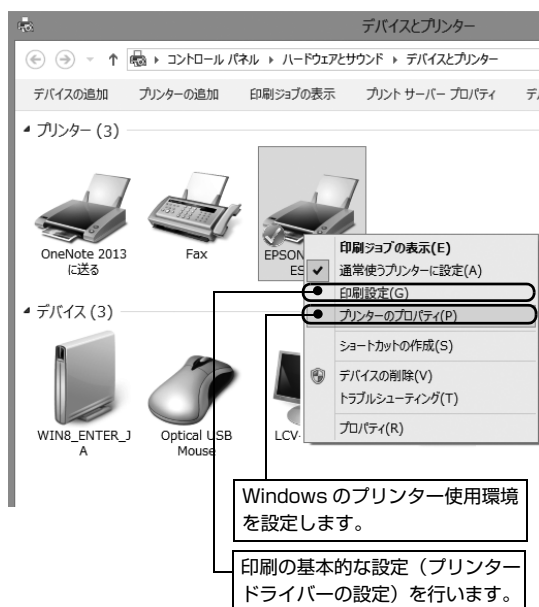 デバイスとプリンター
コントロール パネル ▸ ハードウェアとサウンド ▸ デバイスとプリンター
デバイスの追加 プリンターの追加 印刷ジョブの表示 プリント サーバー プロパティ デ
プリンター (3)
OneNote 2013
に送る
Fax
EPSON
ES
印刷ジョブの表示(E)
通常使うプリンターに設定(A)
印刷設定(G)
プリンターのプロパティ(P)
ショートカットの作成(S)
デバイスの削除(V)
トラブルシューティング(T)
プロパティ(R)
デバイス (3)
WIN8_ENTER_J
A
Optical USB
Mouse
LCV-
Windows のプリンター使用環境
を設定します。
印刷の基本的な設定（プリンター
ドライバーの設定）を行います。